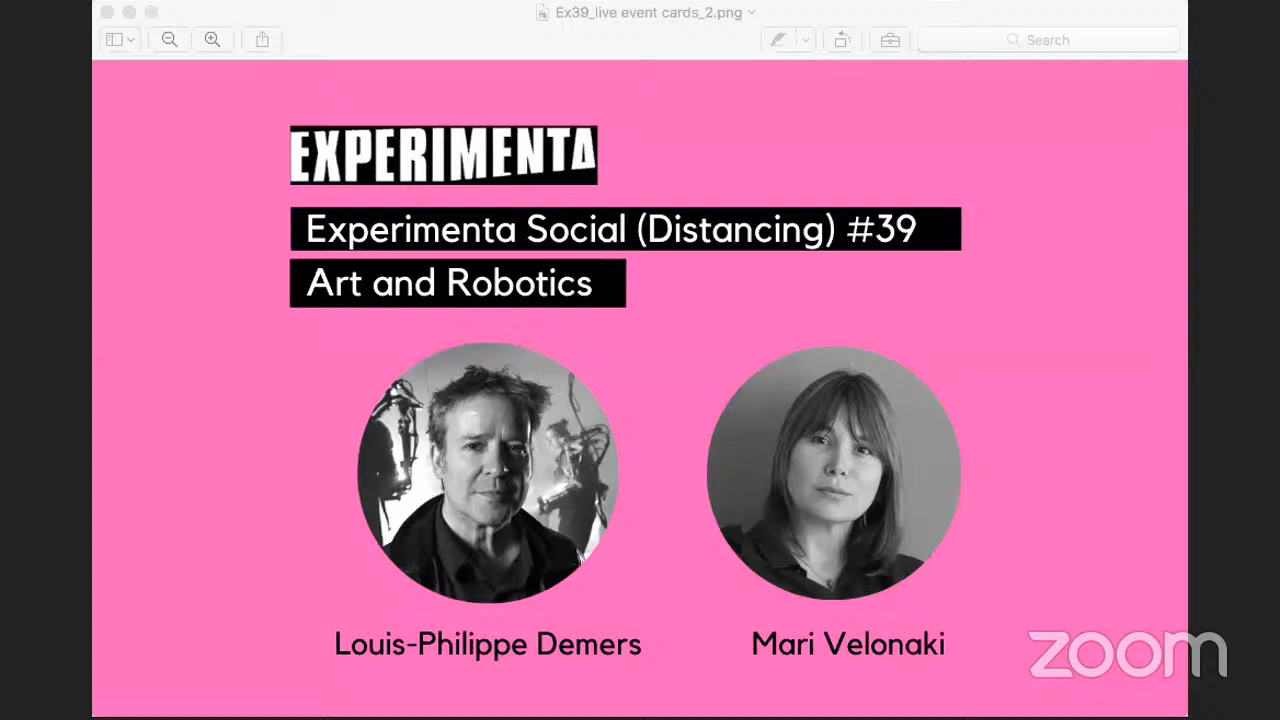 Ex39_live event cards_2.png
Search
EXPERIMENTA
Experimenta Social (Distancing) #39
Art and Robotics
Louis-Philippe Demers
Mari Velonaki
zoom